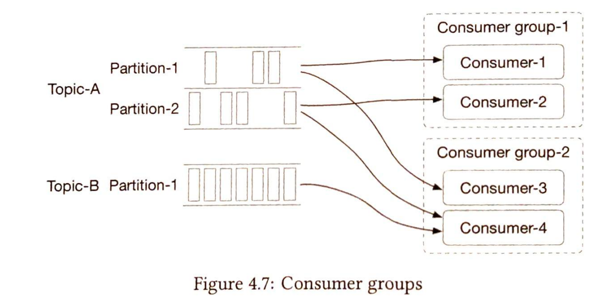 Consumer group-1
Partition-1
Consumer-1
Topic-A
Partition-2
Consumer-2
Consumer group-2
Topic-B Partition-1
Consumer-3
Consumer-4
Figure 4.7: Consumer groups